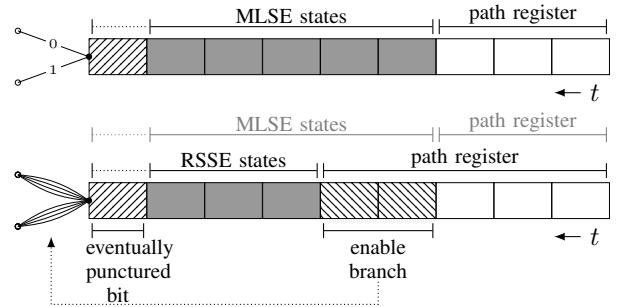 MLSE states
path register
0
1
t
MLSE states
path register
RSSE states
path register
t
eventually
punctured
bit
enable
branch